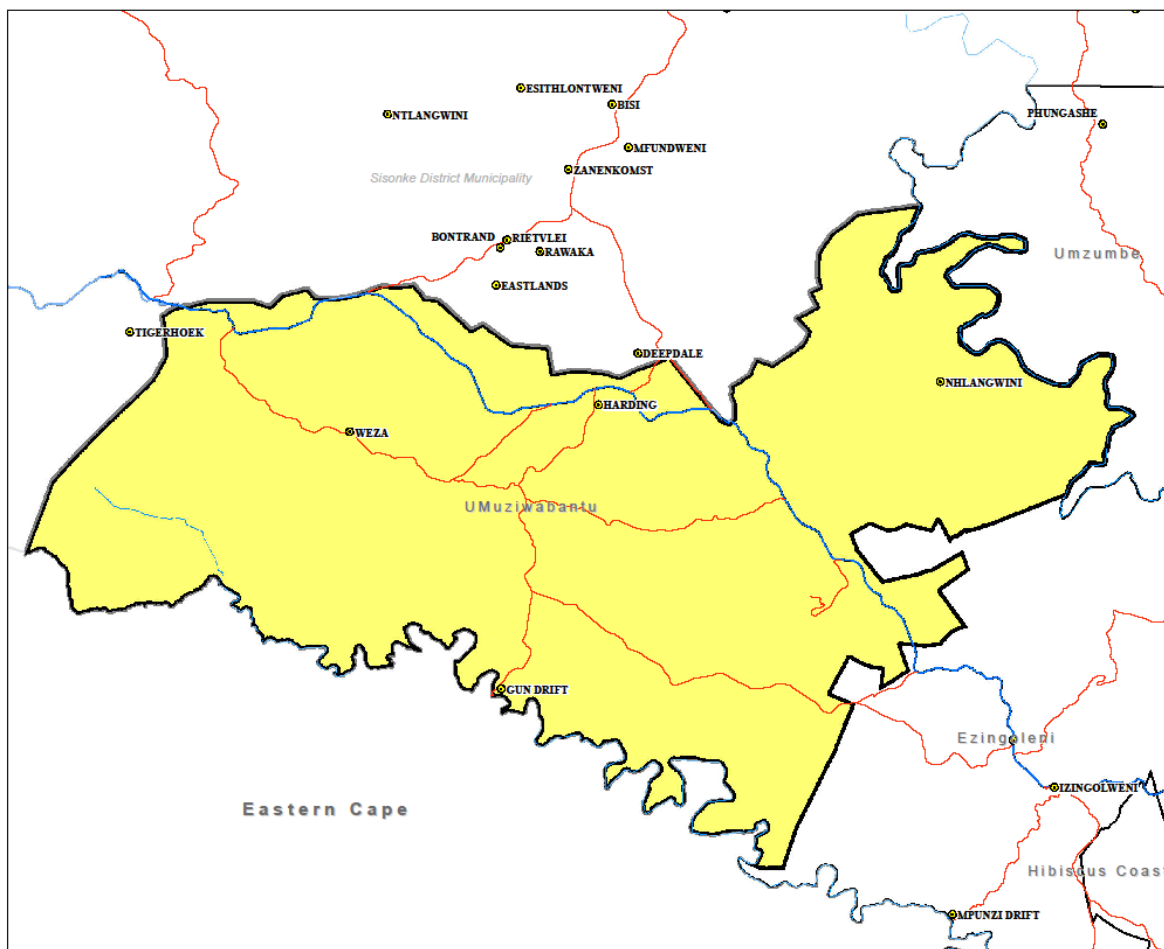 ESITHLONTWENI
BISI
NTLANGWINI
PHUNGASHE
MFUNDWENI
ZANENKOMST
Sisonke District Municipality
BONTRAND
RIETVLEI
RAWAKA
Umzumbe
EASTLANDS
TIGERHOEK
DEEPDALE
NHLANGWINI
HARDING
WEZA
UMuziwabantu
GUN DRIFT
Ezingoleni
IZINGOLWENI
Eastern Cape
Hibiscus Coast
MPUNZI DRIFT